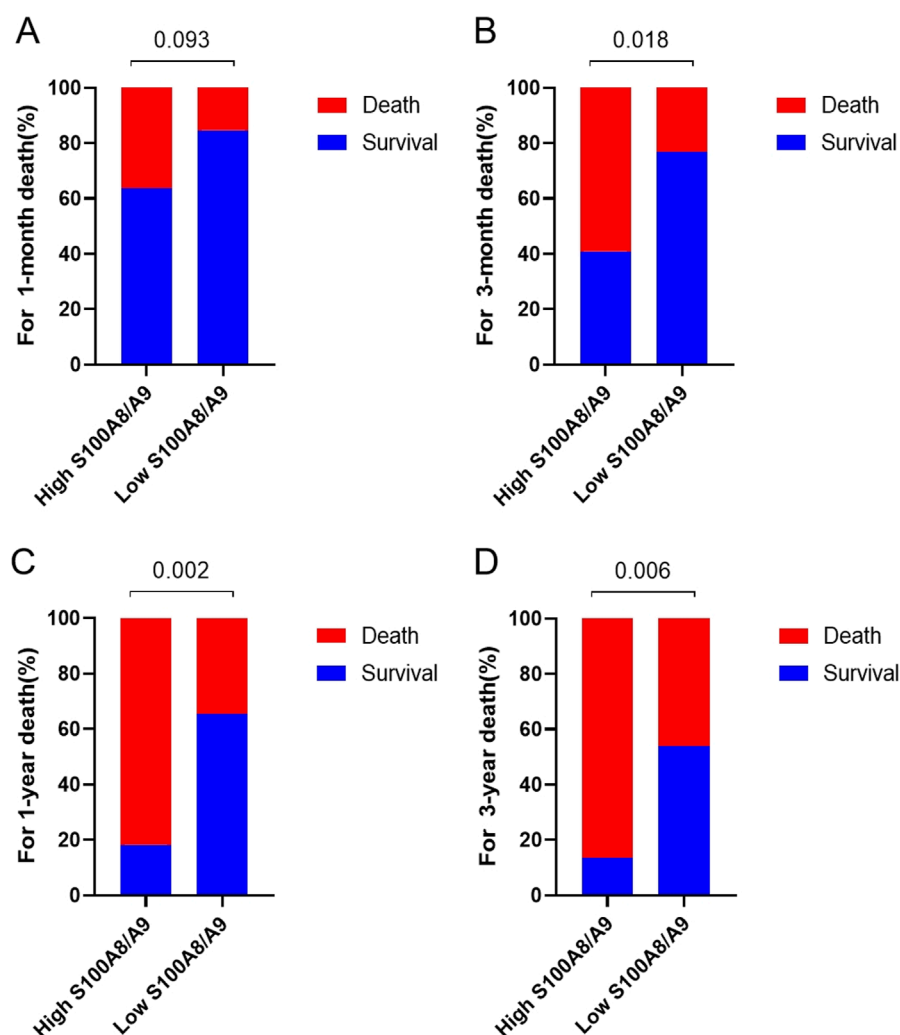 A
0.093
For 1-month death(%)
100
80
60
40
20
0
High S100A8/A9
Low S100A8/A9
Death
Survival
B
0.018
For 3-month death(%)
100
80
60
40
20
0
High S100A8/A9
Low S100A8/A9
Death
Survival
C
0.002
For 1-year death(%)
100
80
60
40
20
0
High S100A8/A9
Low S100A8/A9
Death
Survival
D
0.006
For 3-year death(%)
100
80
60
40
20
0
High S100A8/A9
Low S100A8/A9
Death
Survival